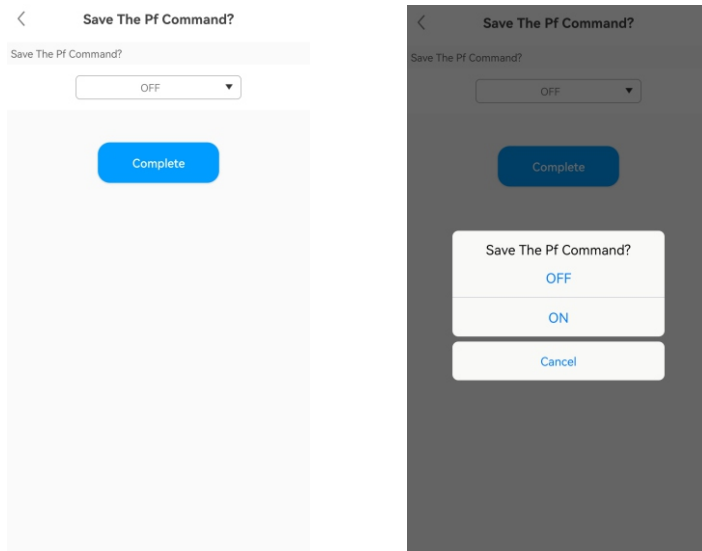 Save The Pf Command?
Save The Pf Command?
OFF
Complete
Save The Pf Command?
Save The Pf Command?
OFF
Complete
Save The Pf Command?
OFF
ON
Cancel